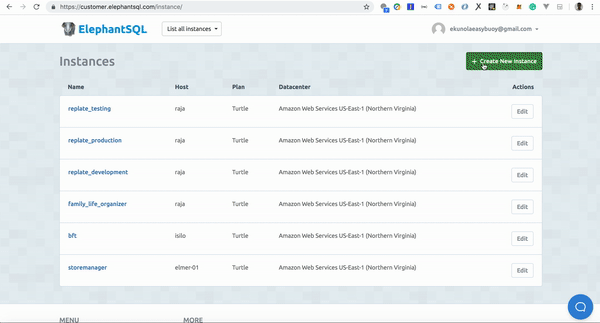 https://customer.elephantsql.com/instance/
ElephantSQL
List all instances
ekunolaeasybuoy@gmail.com
Instances
+ Create New Instance
Name Host Plan Datacenter Actions
replate_testing raja Turtle Amazon Web Services US-East-1 (Northern Virginia) Edit
replate_production raja Turtle Amazon Web Services US-East-1 (Northern Virginia) Edit
replate_development raja Turtle Amazon Web Services US-East-1 (Northern Virginia) Edit
family_life_organizer raja Turtle Amazon Web Services US-East-1 (Northern Virginia) Edit
bft isilo Turtle Amazon Web Services US-East-1 (Northern Virginia) Edit
storemanager elmer-01 Turtle Amazon Web Services US-East-1 (Northern Virginia) Edit
MENU MORE